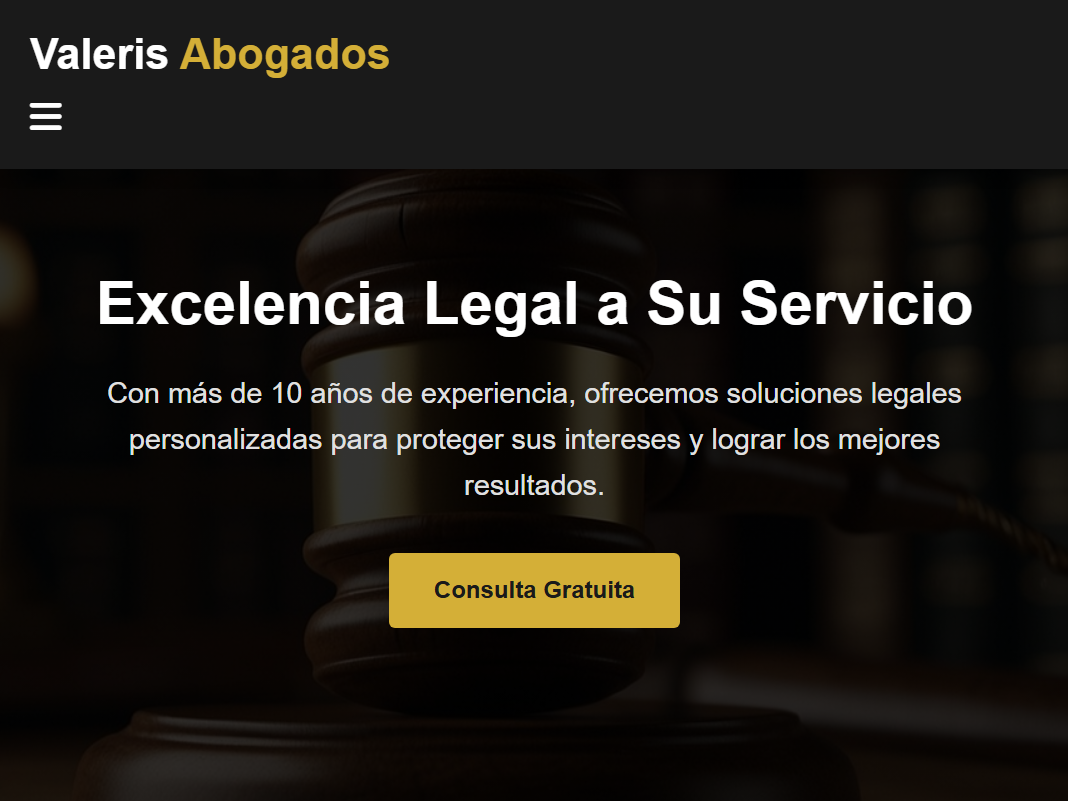 Valeris Abogados
Excelencia Legal a Su Servicio
Con más de 10 años de experiencia, ofrecemos soluciones legales
personalizadas para proteger sus intereses y lograr los mejores
resultados.
Consulta Gratuita